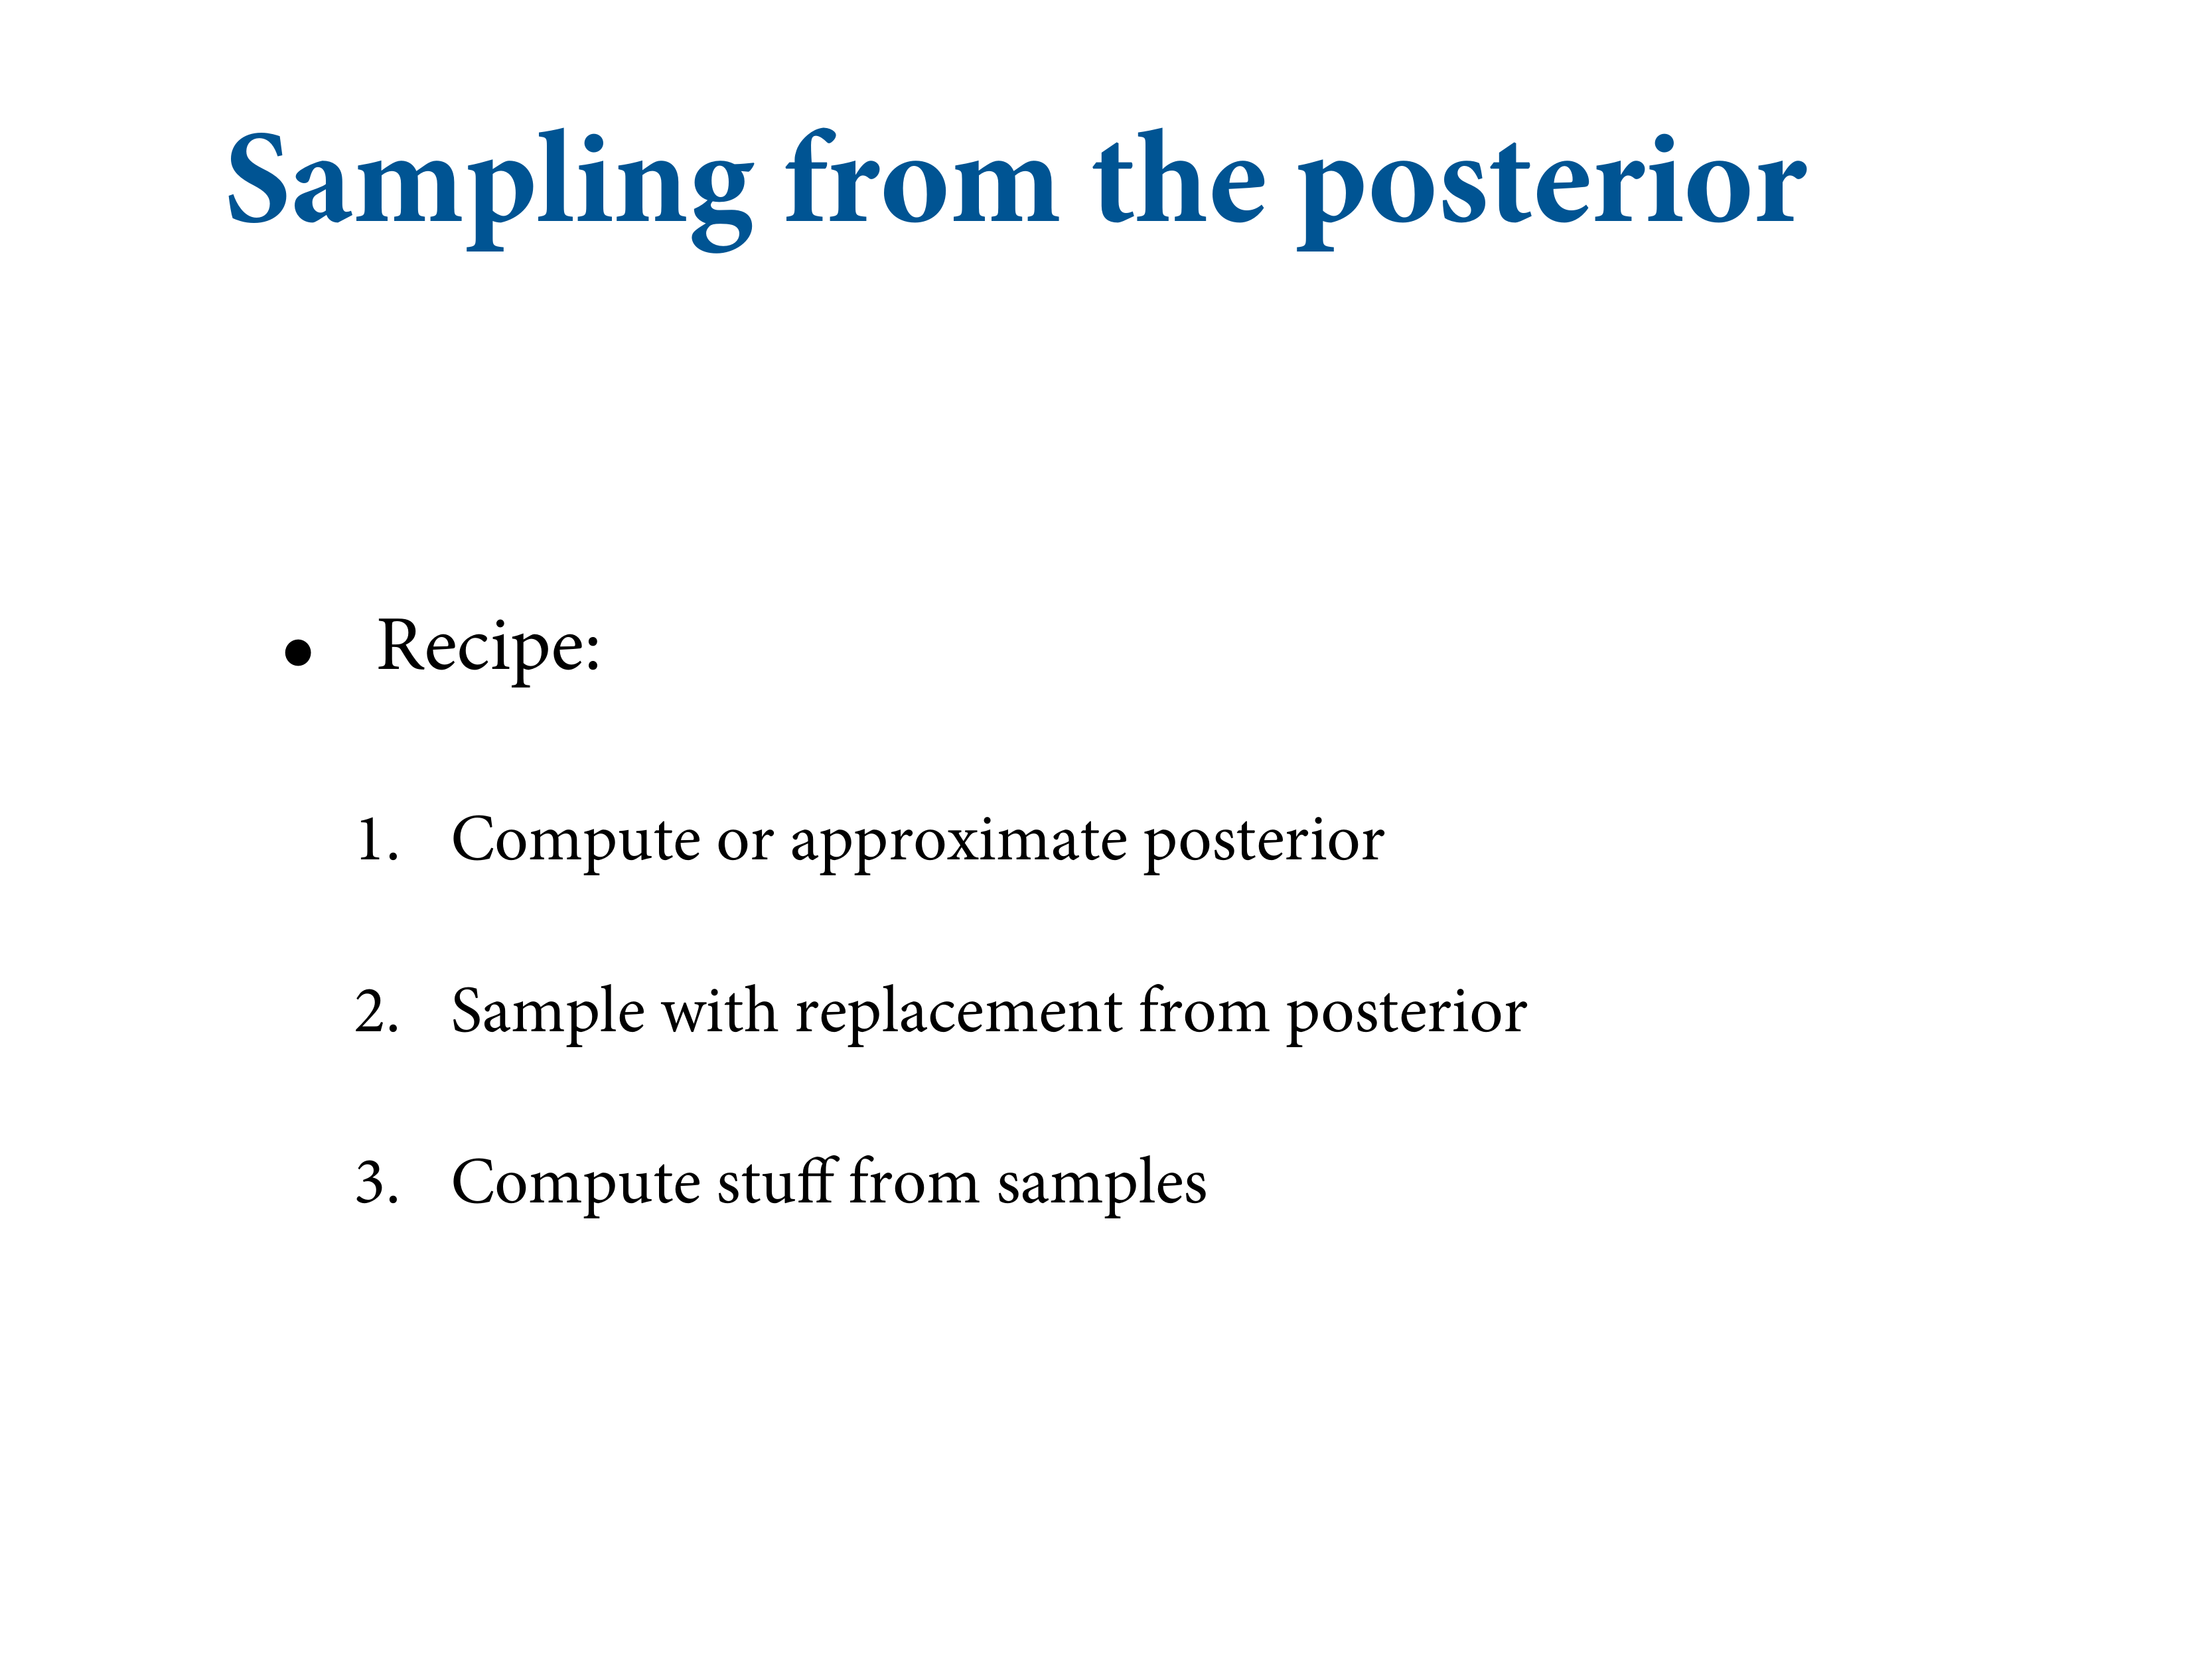 Sampling from the posterior
• Recipe:
1. Compute or approximate posterior
2. Sample with replacement from posterior
3. Compute stuff from samples